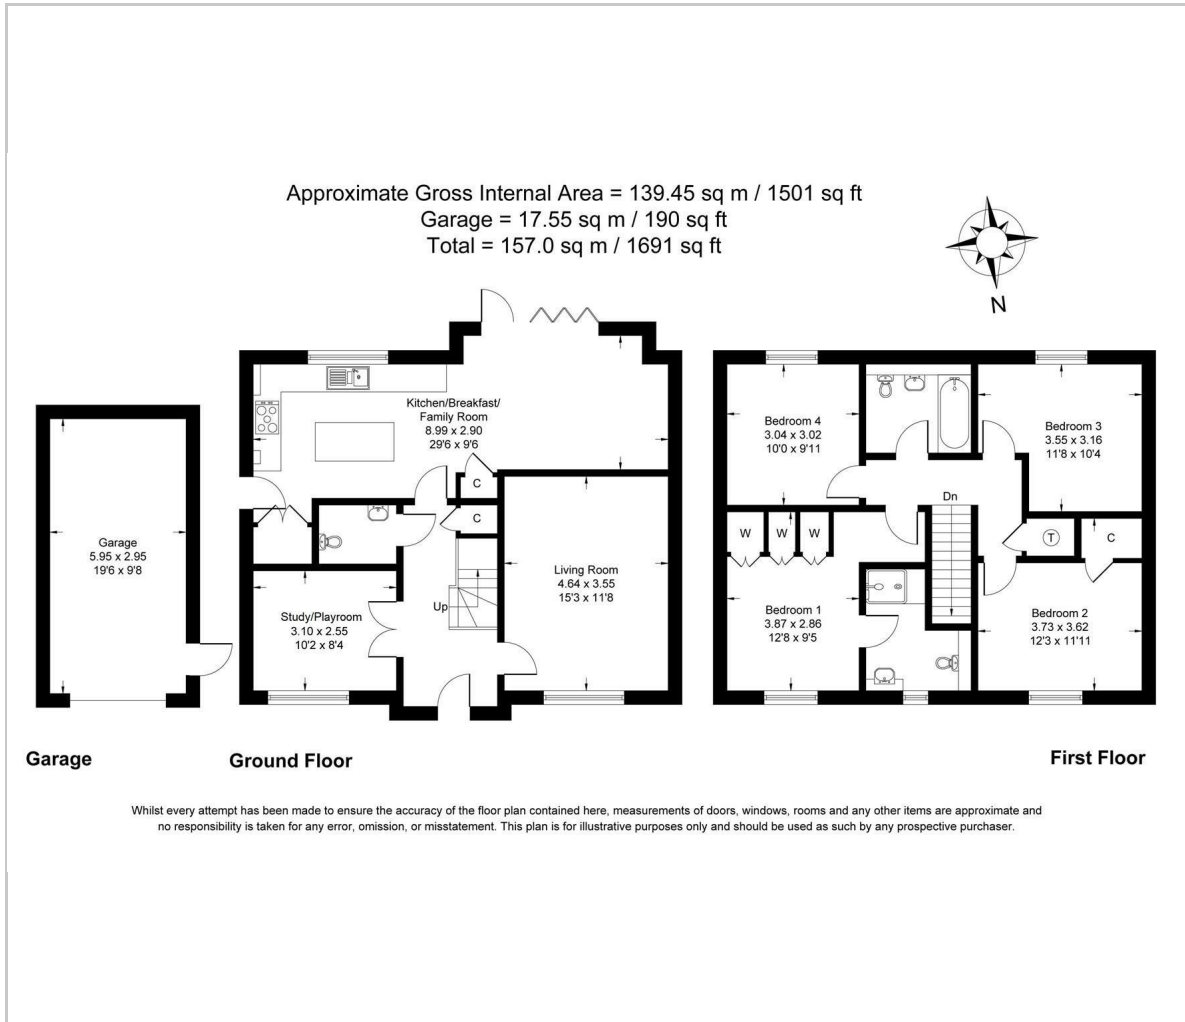 Approximate Gross Internal Area = 139.45 sq m / 1501 sq ft
Garage = 17.55 sq m / 190 sq ft
Total = 157.0 sq m / 1691 sq ft
N
Garage
5.95 x 2.95
19'6 x 9'8
Kitchen/Breakfast/
Family Room
8.99 x 2.90
29'6 x 9'6
C
C
Up
Living Room
4.64 x 3.55
15'3 x 11'8
Study/Playroom
3.10 x 2.55
10'2 x 8'4
Bedroom 4
3.04 x 3.02
10'0 x 9'11
Bedroom 3
3.55 x 3.16
11'8 x 10'4
Dn
W
W
W
T
C
Bedroom 1
3.87 x 2.86
12'8 x 9'5
Bedroom 2
3.73 x 3.62
12'3 x 11'11
Garage
Ground Floor
First Floor
Whilst every attempt has been made to ensure the accuracy of the floor plan contained here, measurements of doors, windows, rooms and any other items are approximate and
no responsibility is taken for any error, omission, or misstatement. This plan is for illustrative purposes only and should be used as such by any prospective purchaser.